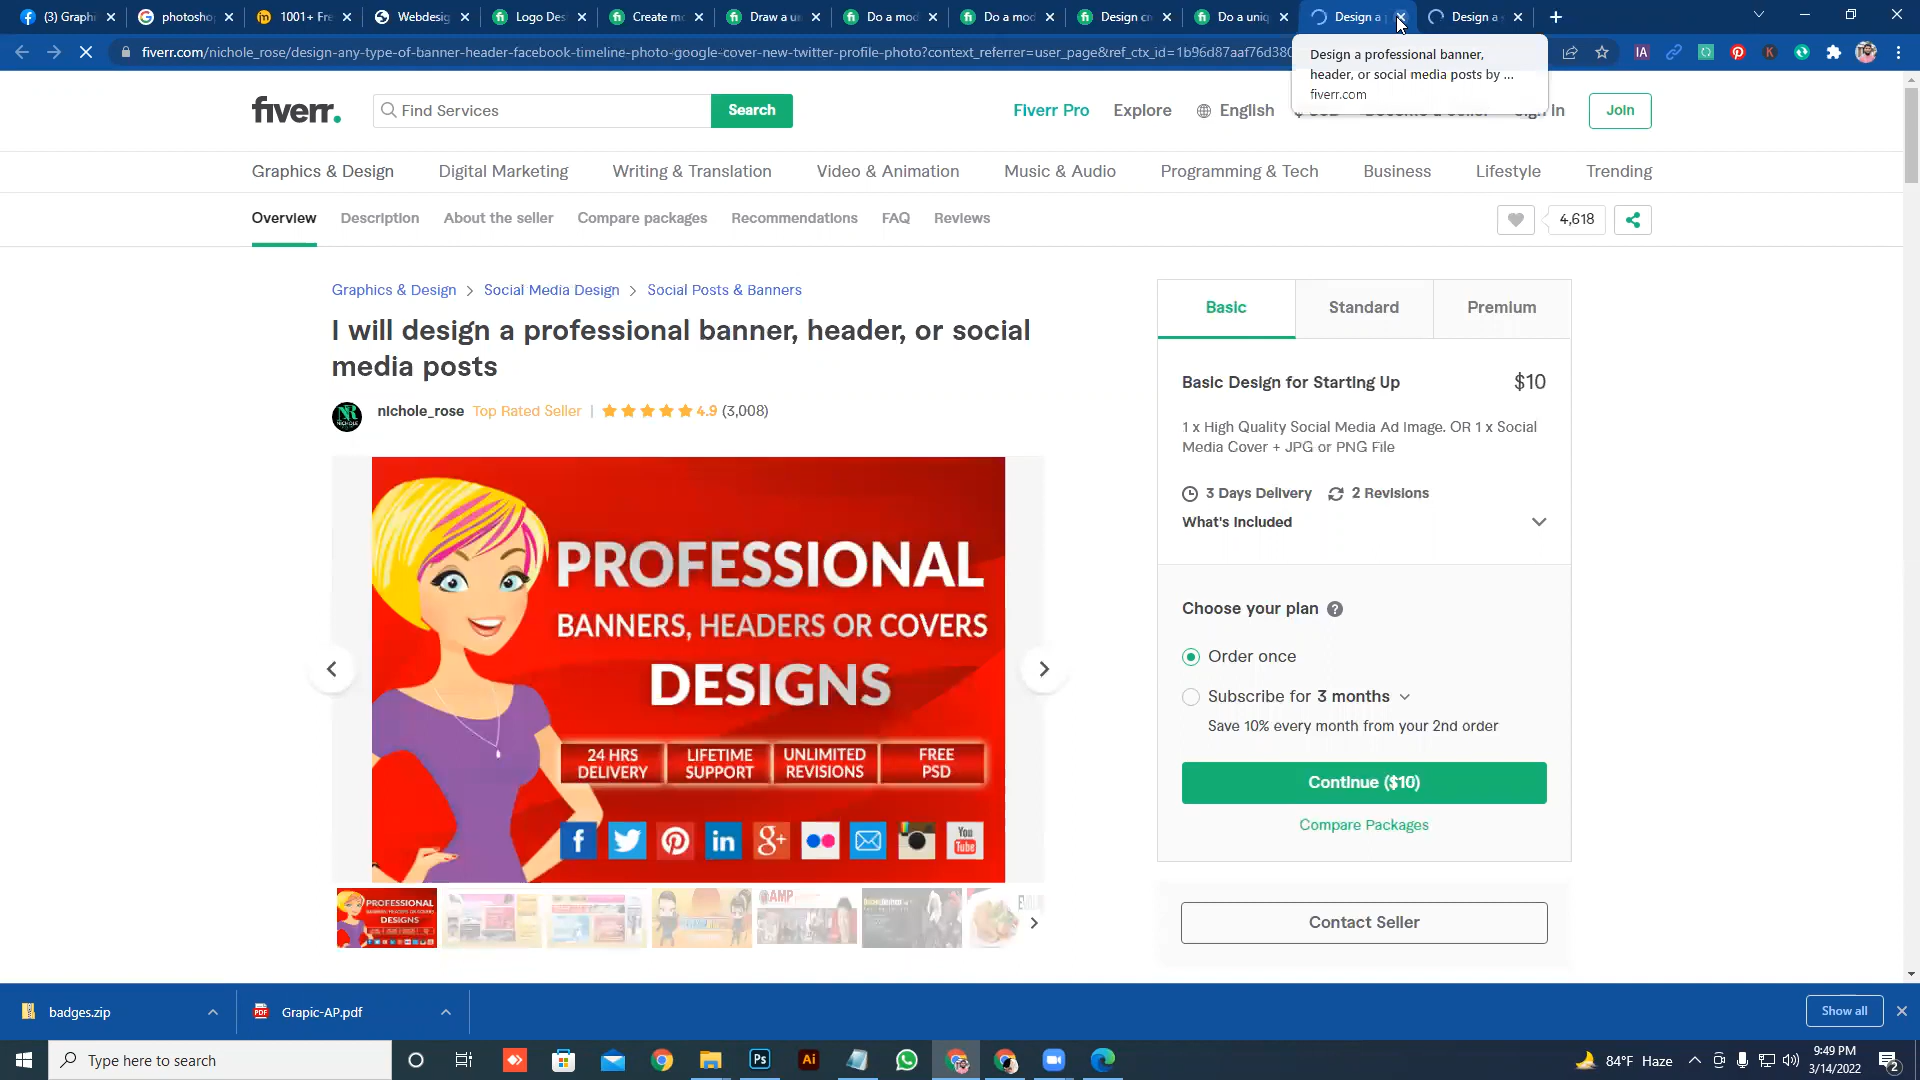 (3) Graphi
photosho
1001+ Fre
Webdesig
Logo Des
Create mo
Draw a u
Do a mod
Do a mod
Design cr
Do a uniq
Design a
Design a
fiverr.com/nichole_rose/design-any-type-of-banner-header-facebook-timeline-photo-google-cover-new-twitter-profile-photo?context_referrer=user_page&ref_ctx_id=1b96d87aaf76d380
Design a professional banner,
header, or social media posts by ...
fiverr.com
fiverr.
Find Services
Search
Fiverr Pro
Explore
English
Join
Graphics & Design
Digital Marketing
Writing & Translation
Video & Animation
Music & Audio
Programming & Tech
Business
Lifestyle
Trending
Overview
Description
About the seller
Compare packages
Recommendations
FAQ
Reviews
4,618
Graphics & Design > Social Media Design > Social Posts & Banners
I will design a professional banner, header, or social
media posts
nichole_rose Top Rated Seller | 4.9 (3,008)
PROFESSIONAL
BANNERS, HEADERS OR COVERS
DESIGNS
24 HRS DELIVERY
LIFETIME SUPPORT
UNLIMITED REVISIONS
FREE PSD
You Tube
Basic
Standard
Premium
Basic Design for Starting Up
$10
1 x High Quality Social Media Ad Image. OR 1 x Social
Media Cover + JPG or PNG File
3 Days Delivery
2 Revisions
What's Included
Choose your plan
Order once
Subscribe for 3 months
Save 10% every month from your 2nd order
Continue ($10)
Compare Packages
Contact Seller
badges.zip
Grapic-AP.pdf
Show all
Type here to search
84°F Haze
9:49 PM
3/14/2022